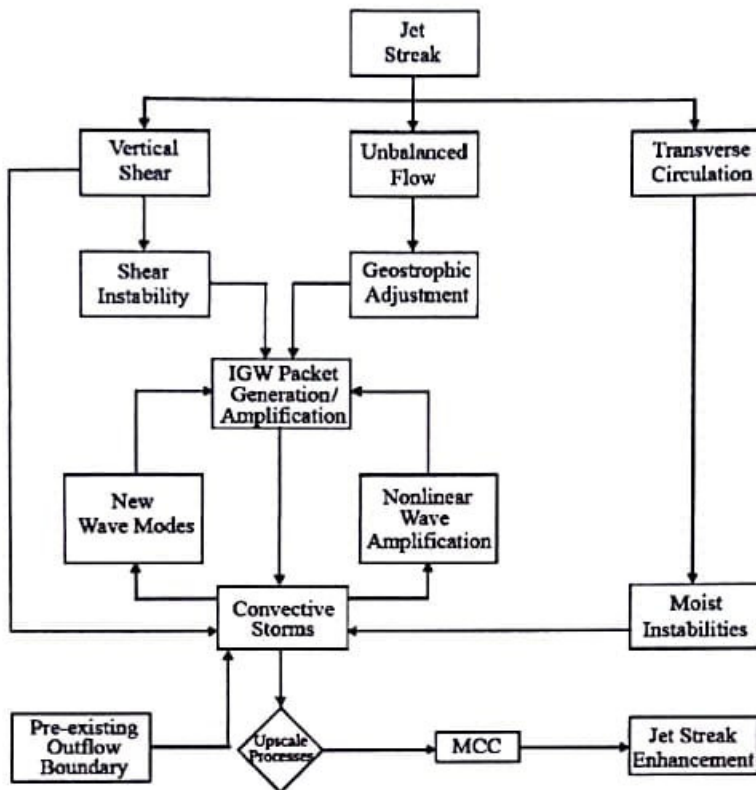 Jet
Streak
Vertical
Shear
Unbalanced
Flow
Transverse
Circulation
Shear
Instability
Geostrophic
Adjustment
IGW Packet
Generation/
Amplification
New
Wave Modes
Nonlinear
Wave
Amplification
Convective
Storms
Moist
Instabilities
Pre-existing
Outflow
Boundary
Upscale
Processes
MCC
Jet Streak
Enhancement